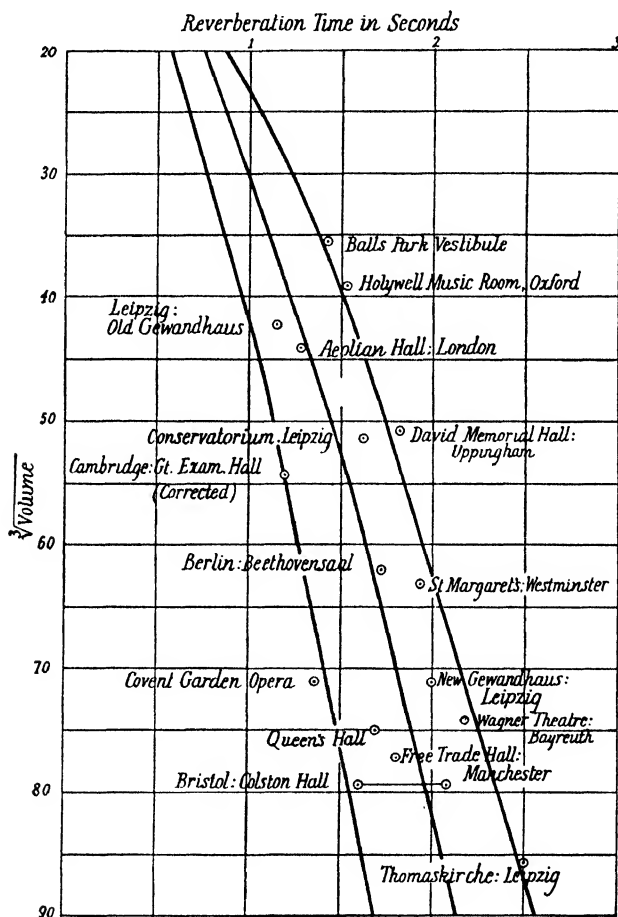 Reverberation Time in Seconds
1 2 3
20
30
Balls Park Vestibule
Holywell Music Room, Oxford
40
Leipzig:
Old Gewandhaus
Aeolian Hall: London
50
Conservatorium Leipzig
David Memorial Hall:
Uppingham
Cambridge: Gt. Exam. Hall
(Corrected)
∛Volume
60
Berlin: Beethovensaal
St Margaret's, Westminster
70
Covent Garden Opera
New Gewandhaus:
Leipzig
Wagner Theatre:
Bayreuth
Queen's Hall
Free Trade Hall:
Manchester
Bristol: Colston Hall
80
Thomaskirche: Leipzig
90